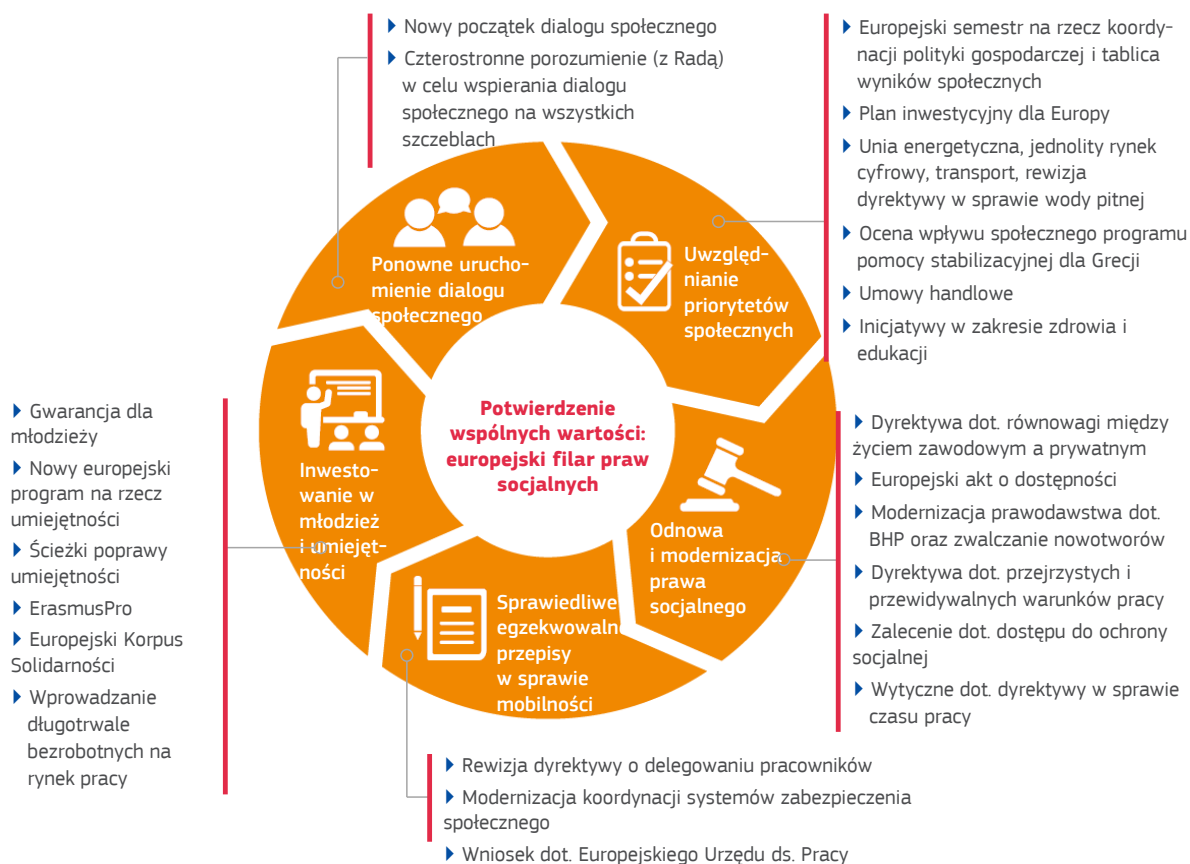 ▶ Nowy początek dialogu społecznego
▶ Czterostronne porozumienie (z Radą)
w celu wspierania dialogu
społecznego na wszystkich
szczeblach
▶ Europejski semestr na rzecz koordy-
nacji polityki gospodarczej i tablica
wyników społecznych
▶ Plan inwestycyjny dla Europy
▶ Unia energetyczna, jednolity rynek
cyfrowy, transport, rewizja
dyrektywy w sprawie wody pitnej
▶ Ocena wpływu społecznego programu
pomocy stabilizacyjnej dla Grecji
▶ Umowy handlowe
▶ Inicjatywy w zakresie zdrowia i
edukacji
Ponowne urucho-
mienie dialogu
społecznego
Uwzględ-
nianie
priorytetów
społecznych
Potwierdzenie
wspólnych wartości:
europejski filar praw
socjalnych
Inwesto-
wanie w
młodzież
i umiejęt-
ności
Odnowa
i modernizacja
prawa
socjalnego
Sprawiedliwe
egzekwowaln
przepisy
w sprawie
mobilności
▶ Gwarancja dla
młodzieży
▶ Nowy europejski
program na rzecz
umiejętności
▶ Ścieżki poprawy
umiejętności
▶ ErasmusPro
▶ Europejski Korpus
Solidarności
▶ Wprowadzanie
długotrwale
bezrobotnych na
rynek pracy
▶ Dyrektywa dot. równowagi między
życiem zawodowym a prywatnym
▶ Europejski akt o dostępności
▶ Modernizacja prawodawstwa dot.
BHP oraz zwalczanie nowotworów
▶ Dyrektywa dot. przejrzystych i
przewidywalnych warunków pracy
▶ Zalecenie dot. dostępu do ochrony
socjalnej
▶ Wytyczne dot. dyrektywy w sprawie
czasu pracy
▶ Rewizja dyrektywy o delegowaniu pracowników
▶ Modernizacja koordynacji systemów zabezpieczenia
społecznego
▶ Wniosek dot. Europejskiego Urzędu ds. Pracy